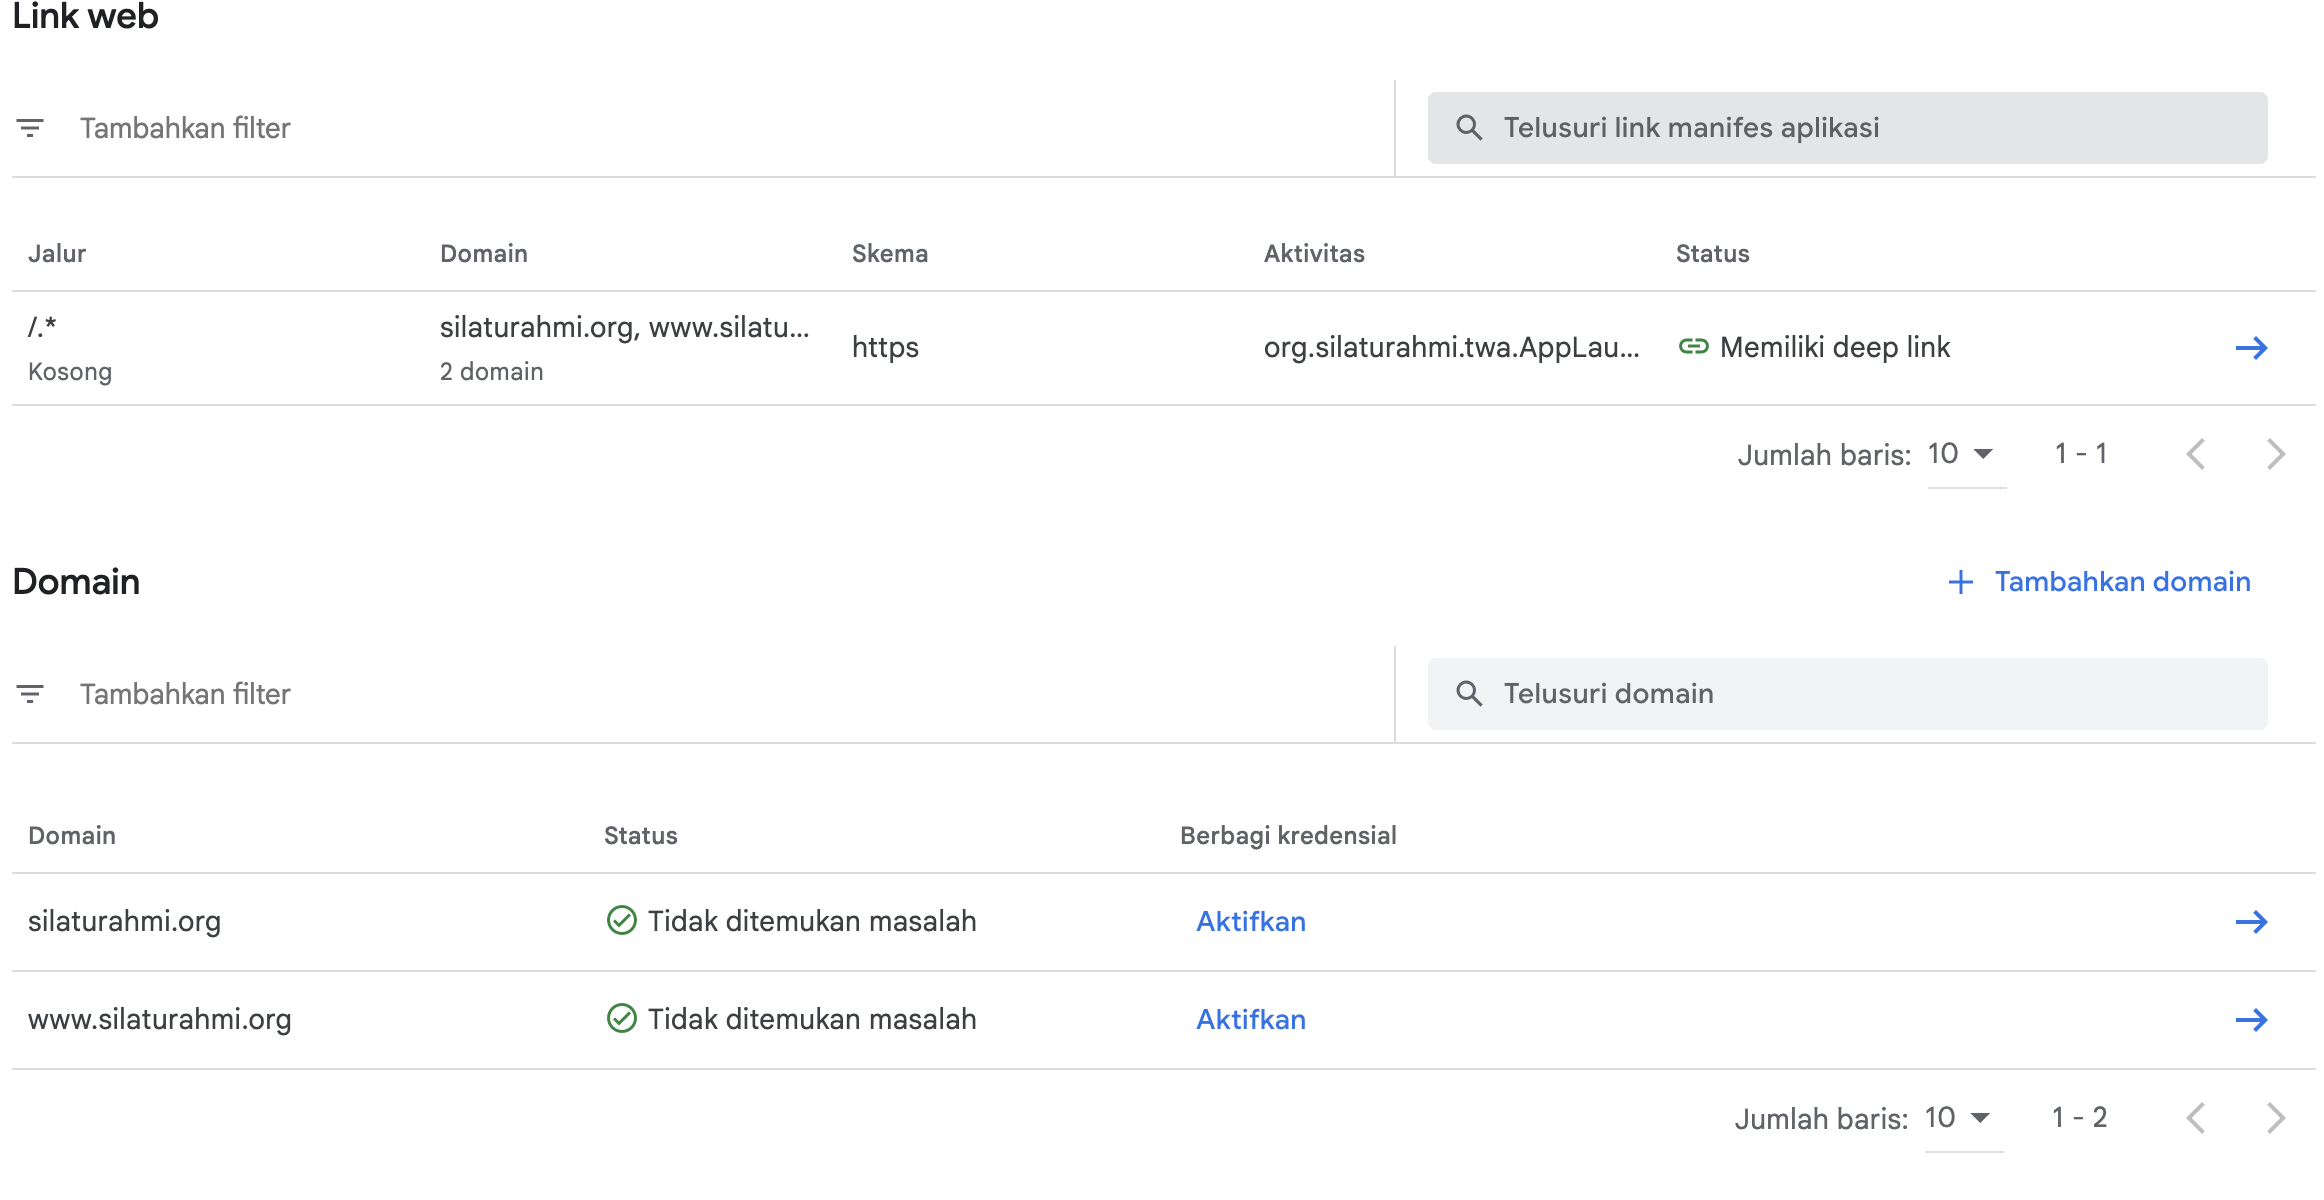 Link web
Tambahkan filter
Telusuri link manifes aplikasi
Jalur Domain Skema Aktivitas Status
/.* silaturahmi.org, www.silatu... https org.silaturahmi.twa.AppLau... Memiliki deep link
Kosong 2 domain
Jumlah baris: 10 1 - 1
Domain
+ Tambahkan domain
Tambahkan filter
Telusuri domain
Domain Status Berbagi kredensial
silaturahmi.org Tidak ditemukan masalah Aktifkan
www.silaturahmi.org Tidak ditemukan masalah Aktifkan
Jumlah baris: 10 1 - 2